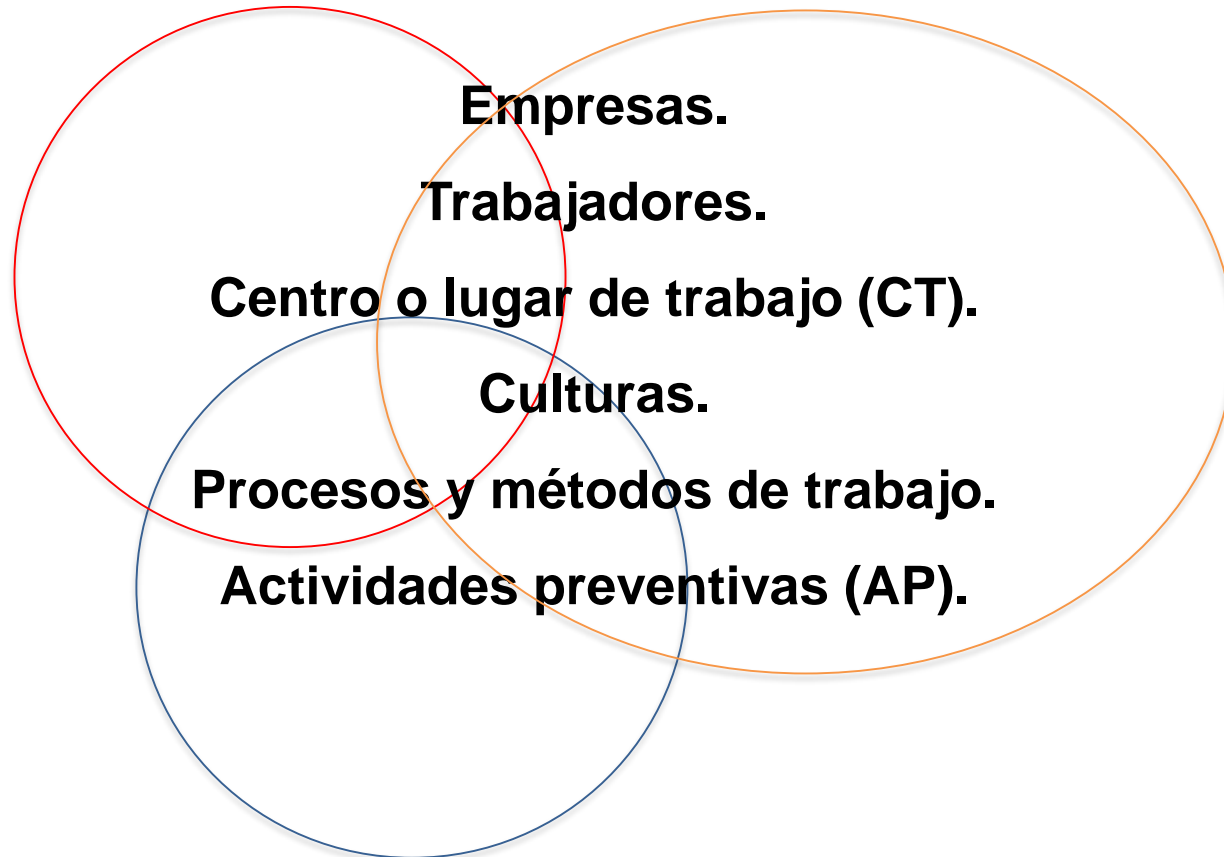 Empresas.
Trabajadores.
Centro o lugar de trabajo (CT).
Culturas.
Procesos y métodos de trabajo.
Actividades preventivas (AP).